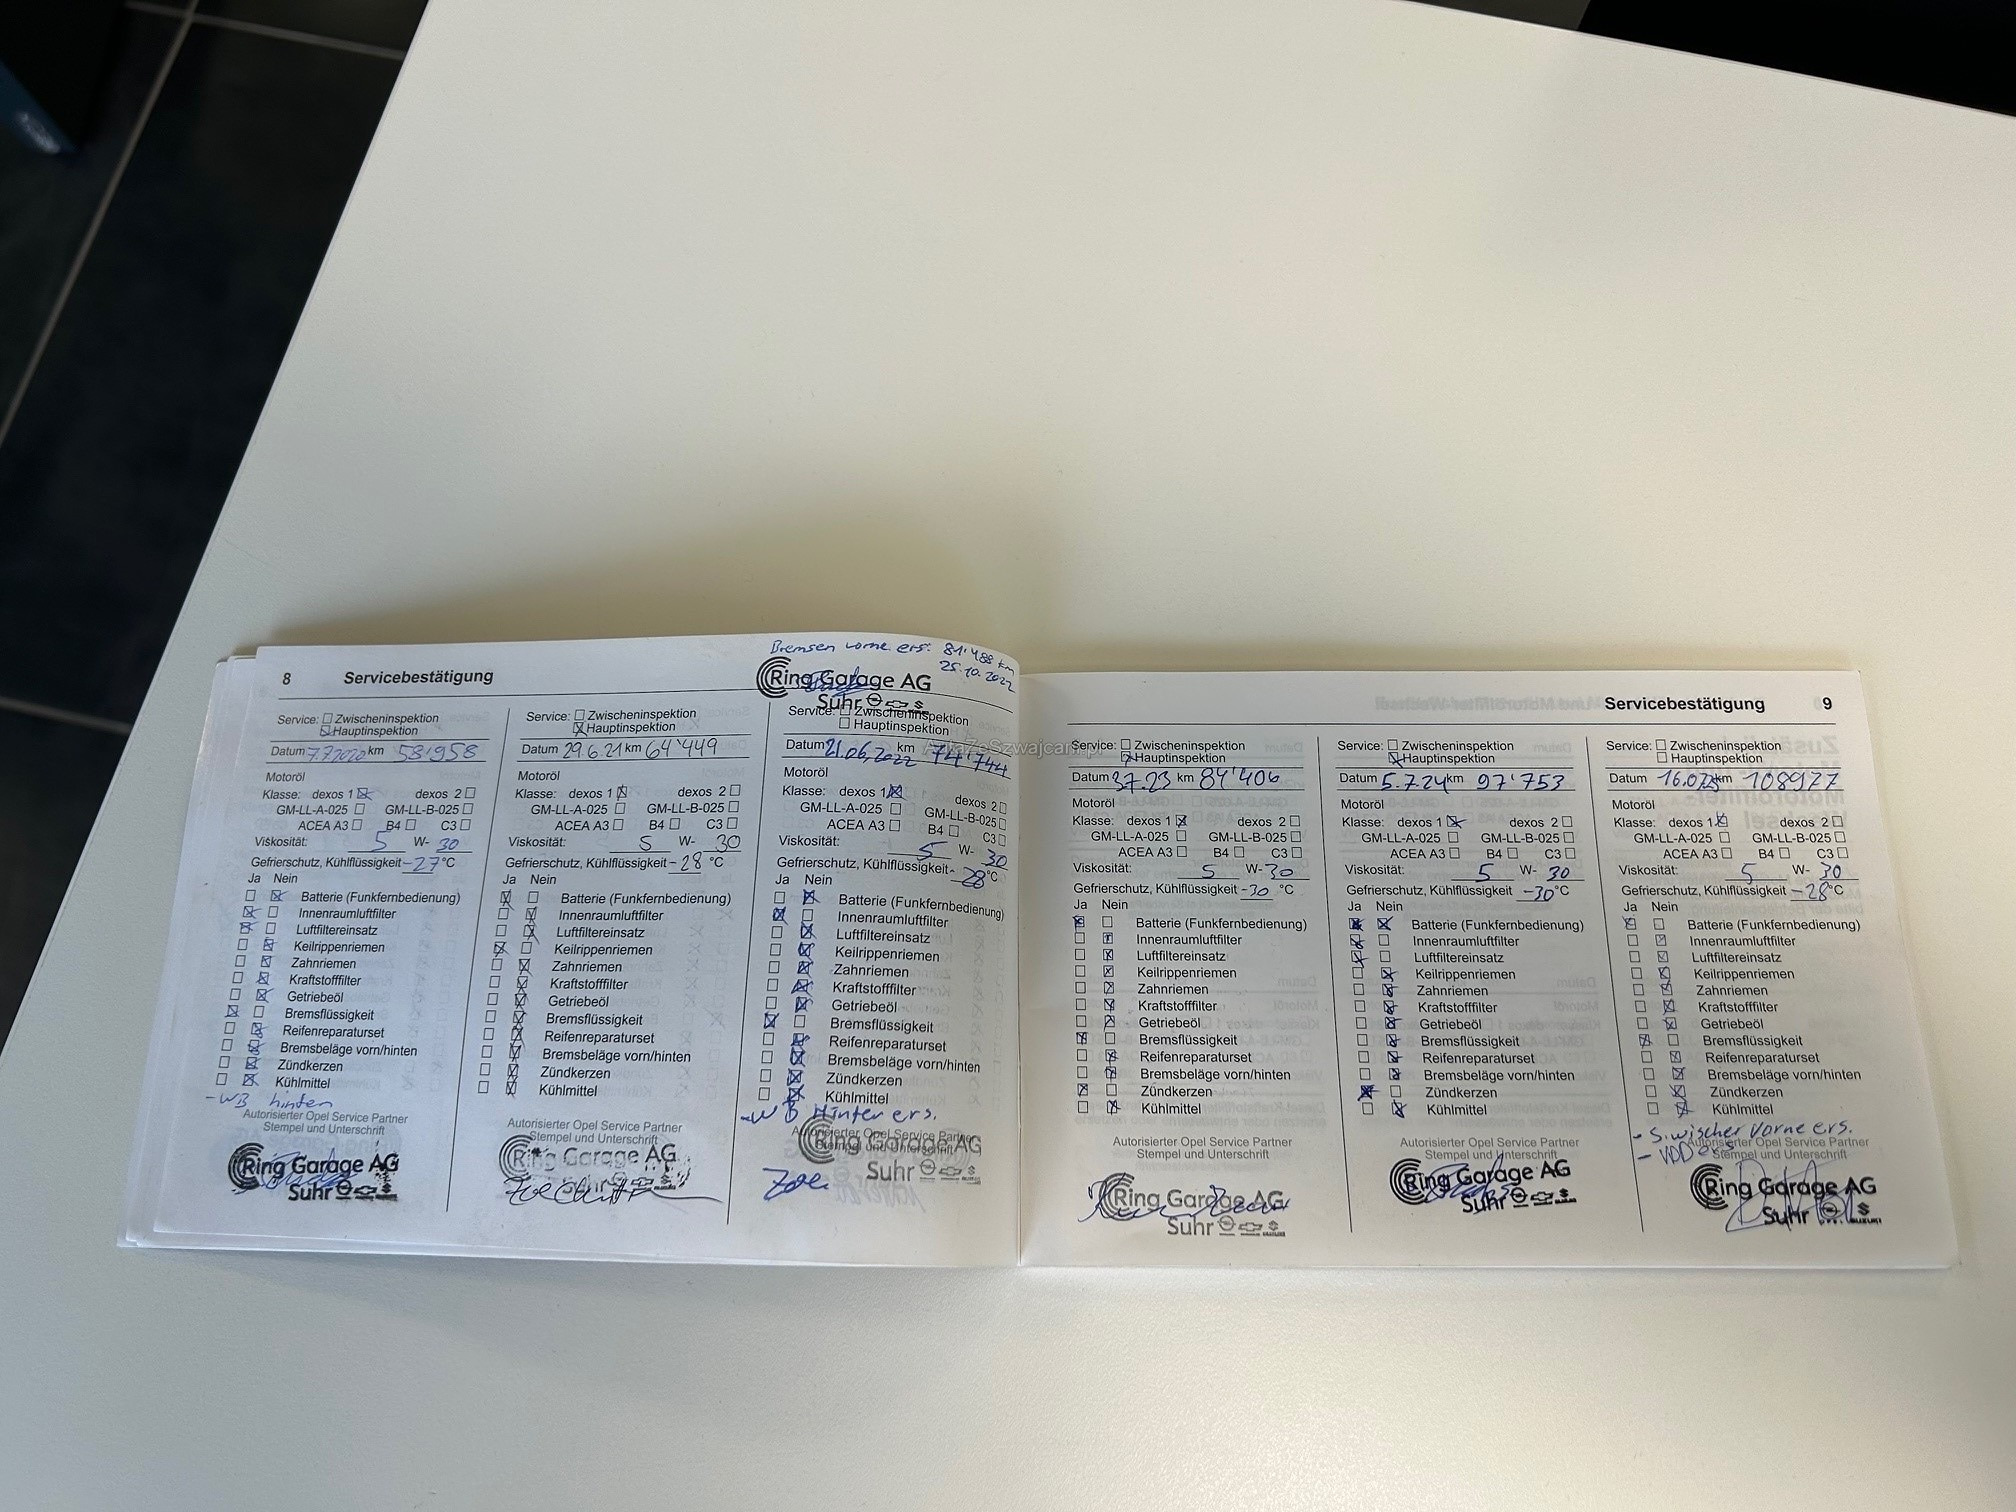 Bremsen vorne ers. 81'488 km
25.10.2022
Ring Garage AG
Suhr
8 Servicebestätigung
Service: Zwischeninspektion
Hauptinspektion
Datum 7.7.2020 km 58'958
Motoröl
Klasse: dexos 1 dexos 2
GM-LL-A-025 GM-LL-B-025
ACEA A3 B4 C3
Viskosität: 5 W- 30
Gefrierschutz, Kühlflüssigkeit -27 °C
Ja Nein
Batterie (Funkfernbedienung)
Innenraumluftfilter
Luftfiltereinsatz
Keilrippenriemen
Zahnriemen
Kraftstofffilter
Getriebeöl
Bremsflüssigkeit
Reifenreparaturset
Bremsbeläge vorn/hinten
Zündkerzen
Kühlmittel
- WB hinten
Autorisierter Opel Service Partner
Stempel und Unterschrift
Ring Garage AG
Suhr
Service: Zwischeninspektion
Hauptinspektion
Datum 29.6.21 km 64'449
Motoröl
Klasse: dexos 1 dexos 2
GM-LL-A-025 GM-LL-B-025
ACEA A3 B4 C3
Viskosität: 5 W- 30
Gefrierschutz, Kühlflüssigkeit -28 °C
Ja Nein
Batterie (Funkfernbedienung)
Innenraumluftfilter
Luftfiltereinsatz
Keilrippenriemen
Zahnriemen
Kraftstofffilter
Getriebeöl
Bremsflüssigkeit
Reifenreparaturset
Bremsbeläge vorn/hinten
Zündkerzen
Kühlmittel
Autorisierter Opel Service Partner
Stempel und Unterschrift
Ring Garage AG
Suhr
Service: Zwischeninspektion
Hauptinspektion
Datum 21.06.2022 km 74'744
Motoröl
Klasse: dexos 1 dexos 2
GM-LL-A-025 GM-LL-B-025
ACEA A3 B4 C3
Viskosität: 5 W- 30
Gefrierschutz, Kühlflüssigkeit -28 °C
Ja Nein
Batterie (Funkfernbedienung)
Innenraumluftfilter
Luftfiltereinsatz
Keilrippenriemen
Zahnriemen
Kraftstofffilter
Getriebeöl
Bremsflüssigkeit
Reifenreparaturset
Bremsbeläge vorn/hinten
Zündkerzen
Kühlmittel
- WB Hinten ers.
Autorisierter Opel Service Partner
Stempel und Unterschrift
Ring Garage AG
Suhr
Servicebestätigung 9
Service: Zwischeninspektion
Hauptinspektion
Datum 3.7.23 km 84'406
Motoröl
Klasse: dexos 1 dexos 2
GM-LL-A-025 GM-LL-B-025
ACEA A3 B4 C3
Viskosität: 5 W- 30
Gefrierschutz, Kühlflüssigkeit -30 °C
Ja Nein
Batterie (Funkfernbedienung)
Innenraumluftfilter
Luftfiltereinsatz
Keilrippenriemen
Zahnriemen
Kraftstofffilter
Getriebeöl
Bremsflüssigkeit
Reifenreparaturset
Bremsbeläge vorn/hinten
Zündkerzen
Kühlmittel
Autorisierter Opel Service Partner
Stempel und Unterschrift
Ring Garage AG
Suhr
Service: Zwischeninspektion
Hauptinspektion
Datum 5.7.24 km 97'753
Motoröl
Klasse: dexos 1 dexos 2
GM-LL-A-025 GM-LL-B-025
ACEA A3 B4 C3
Viskosität: 5 W- 30
Gefrierschutz, Kühlflüssigkeit -30 °C
Ja Nein
Batterie (Funkfernbedienung)
Innenraumluftfilter
Luftfiltereinsatz
Keilrippenriemen
Zahnriemen
Kraftstofffilter
Getriebeöl
Bremsflüssigkeit
Reifenreparaturset
Bremsbeläge vorn/hinten
Zündkerzen
Kühlmittel
Autorisierter Opel Service Partner
Stempel und Unterschrift
Ring Garage AG
Suhr
Service: Zwischeninspektion
Hauptinspektion
Datum 16.07.25 km 108977
Motoröl
Klasse: dexos 1 dexos 2
GM-LL-A-025 GM-LL-B-025
ACEA A3 B4 C3
Viskosität: 5 W- 30
Gefrierschutz, Kühlflüssigkeit -28 °C
Ja Nein
Batterie (Funkfernbedienung)
Innenraumluftfilter
Luftfiltereinsatz
Keilrippenriemen
Zahnriemen
Kraftstofffilter
Getriebeöl
Bremsflüssigkeit
Reifenreparaturset
Bremsbeläge vorn/hinten
Zündkerzen
Kühlmittel
- S.wischer Vorne ers.
- VDD ers
Autorisierter Opel Service Partner
Stempel und Unterschrift
Ring Garage AG
Suhr